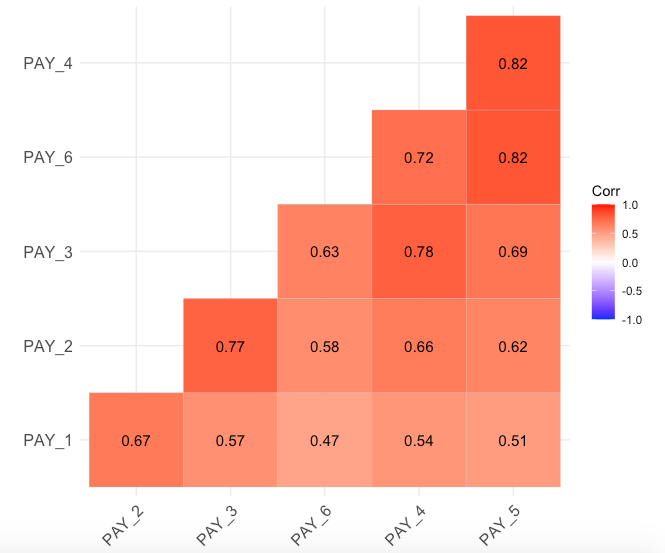 PAY_4
0.82
PAY_6
0.72 0.82
PAY_3
0.63 0.78 0.69
PAY_2
0.77 0.58 0.66 0.62
PAY_1
0.67 0.57 0.47 0.54 0.51
PAY_2 PAY_3 PAY_6 PAY_4 PAY_5
Corr
1.0
0.5
0.0
-0.5
-1.0